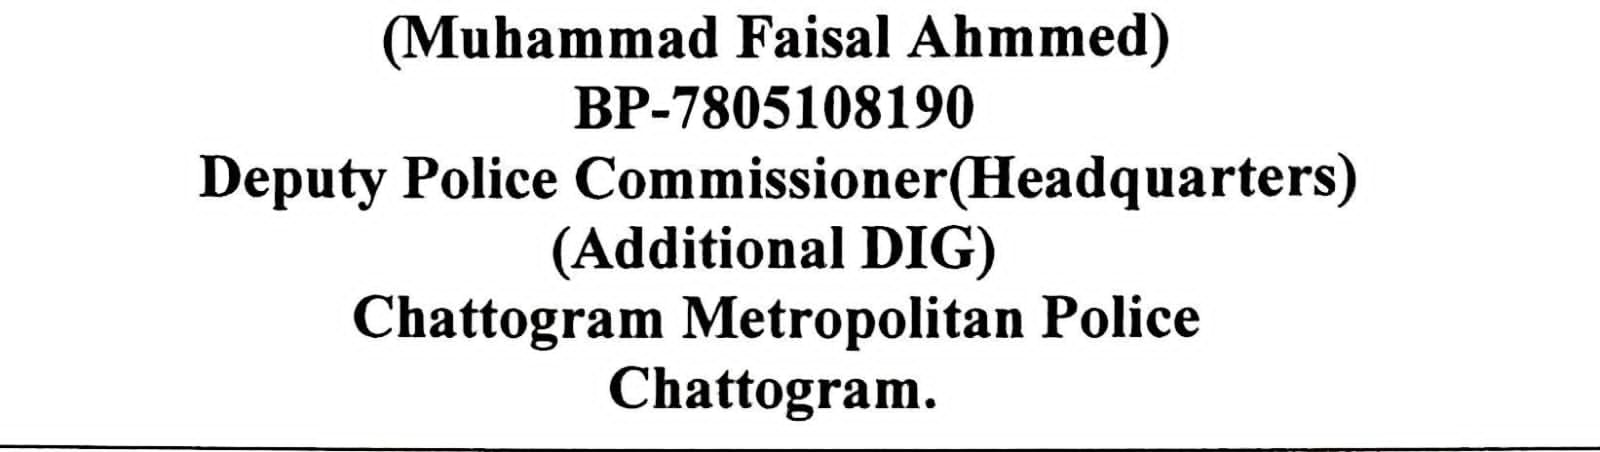 (Muhammad Faisal Ahmmed)
BP-7805108190
Deputy Police Commissioner(Headquarters)
(Additional DIG)
Chattogram Metropolitan Police
Chattogram.